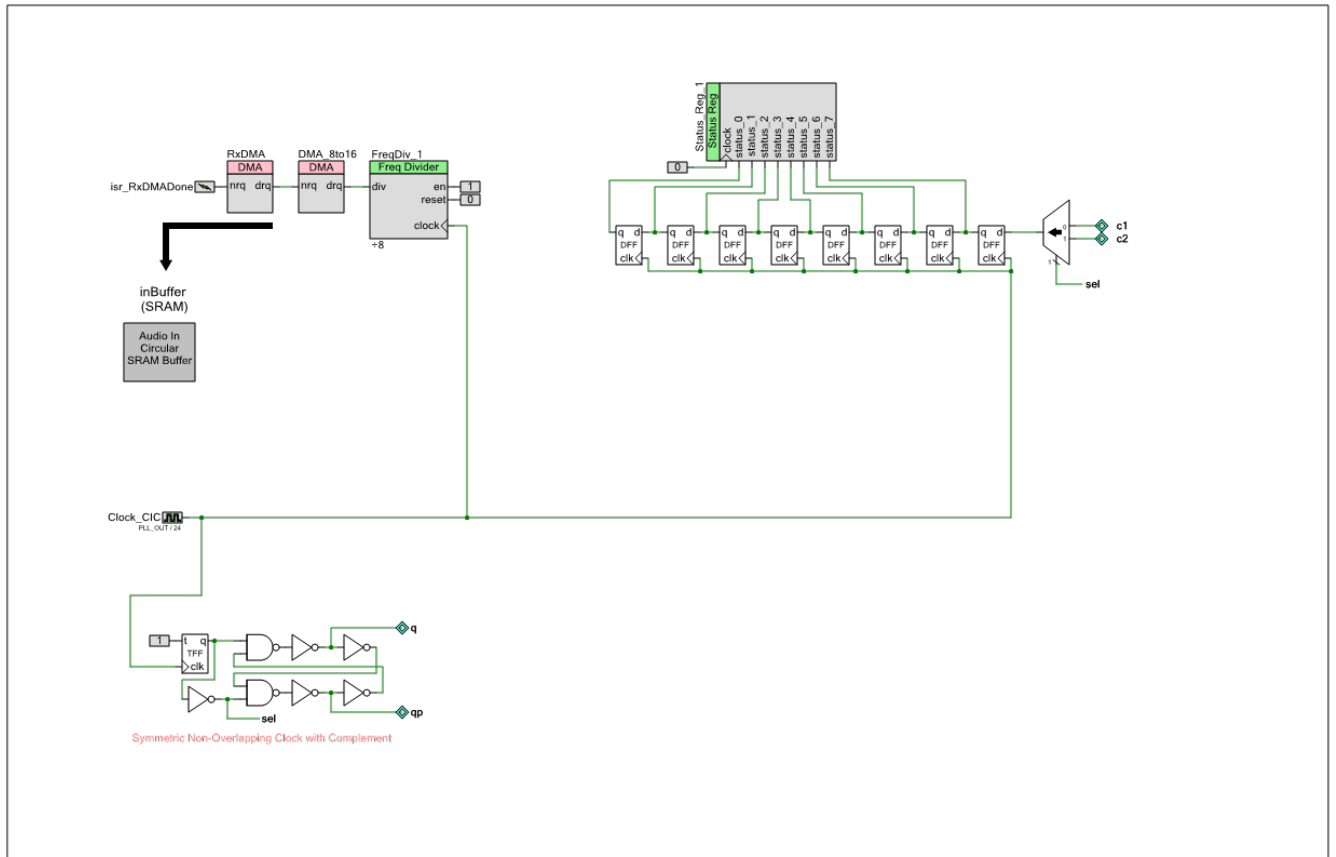 Status_Reg_1
Status Reg
clock
status_0
status_1
status_2
status_3
status_4
status_5
status_6
status_7
0
RxDMA
DMA
nrq drq
DMA_8to16
DMA
nrq drq
FreqDiv_1
Freq Divider
div
en
1
reset
0
clock
÷8
isr_RxDMADone
inBuffer
(SRAM)
Audio In
Circular
SRAM Buffer
q d
DFF
clk
q d
DFF
clk
q d
DFF
clk
q d
DFF
clk
q d
DFF
clk
q d
DFF
clk
q d
DFF
clk
q d
DFF
clk
0
1
1
c1
c2
sel
Clock_CIC
PLL_OUT / 24
1
t q
TFF
clk
q
qp
sel
Symmetric Non-Overlapping Clock with Complement